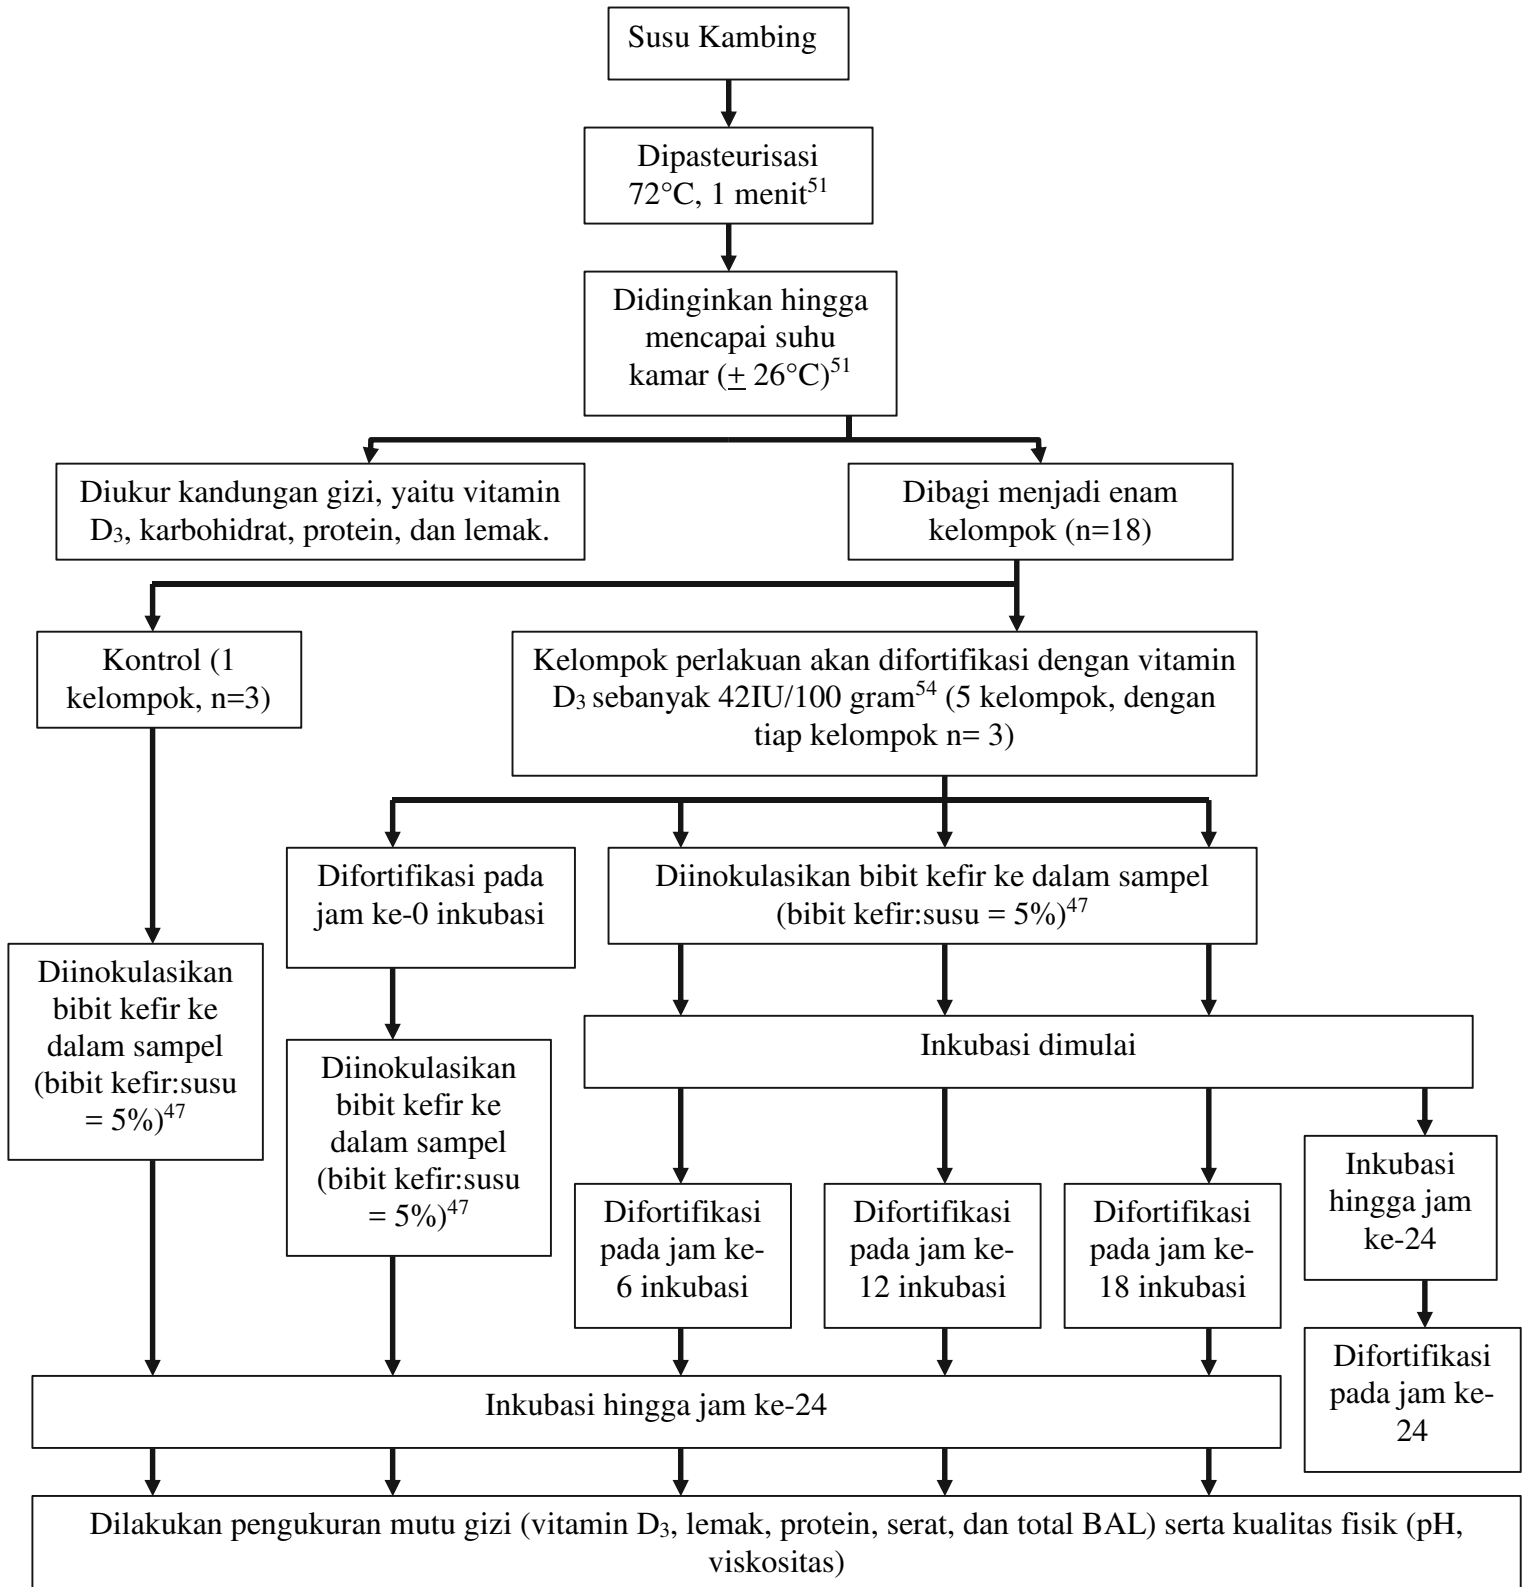 Susu Kambing
Dipasteurisasi
72°C, 1 menit⁵¹
Didinginkan hingga
mencapai suhu
kamar (± 26°C)⁵¹
Diukur kandungan gizi, yaitu vitamin
D₃, karbohidrat, protein, dan lemak.
Dibagi menjadi enam
kelompok (n=18)
Kontrol (1
kelompok, n=3)
Kelompok perlakuan akan difortifikasi dengan vitamin
D₃ sebanyak 42IU/100 gram⁵⁴ (5 kelompok, dengan
tiap kelompok n= 3)
Difortifikasi pada
jam ke-0 inkubasi
Diinokulasikan bibit kefir ke dalam sampel
(bibit kefir:susu = 5%)⁴⁷
Diinokulasikan
bibit kefir ke
dalam sampel
(bibit kefir:susu
= 5%)⁴⁷
Diinokulasikan
bibit kefir ke
dalam sampel
(bibit kefir:susu
= 5%)⁴⁷
Inkubasi dimulai
Difortifikasi
pada jam ke-
6 inkubasi
Difortifikasi
pada jam ke-
12 inkubasi
Difortifikasi
pada jam ke-
18 inkubasi
Inkubasi
hingga jam
ke-24
Difortifikasi
pada jam ke-
24
Inkubasi hingga jam ke-24
Dilakukan pengukuran mutu gizi (vitamin D₃, lemak, protein, serat, dan total BAL) serta kualitas fisik (pH,
viskositas)